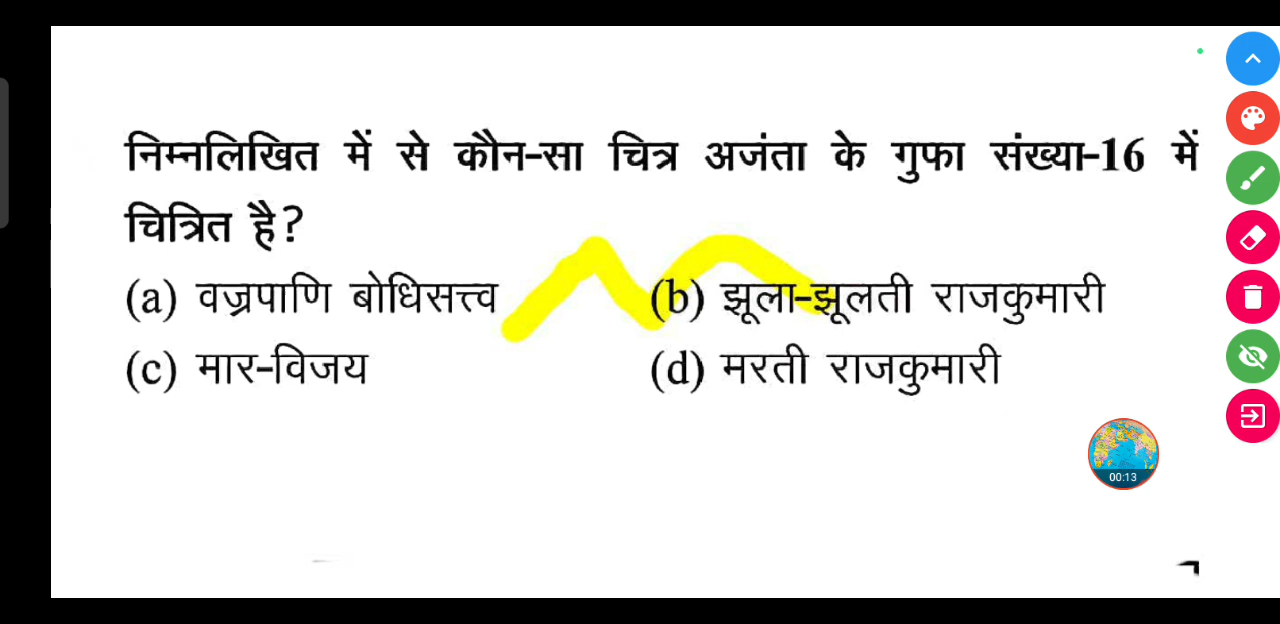 निम्नलिखित में से कौन-सा चित्र अजंता के गुफा संख्या-16 में
चित्रित है?
(a) वज्रपाणि बोधिसत्त्व (b) झूला-झूलती राजकुमारी
(c) मार-विजय (d) मरती राजकुमारी
00:13